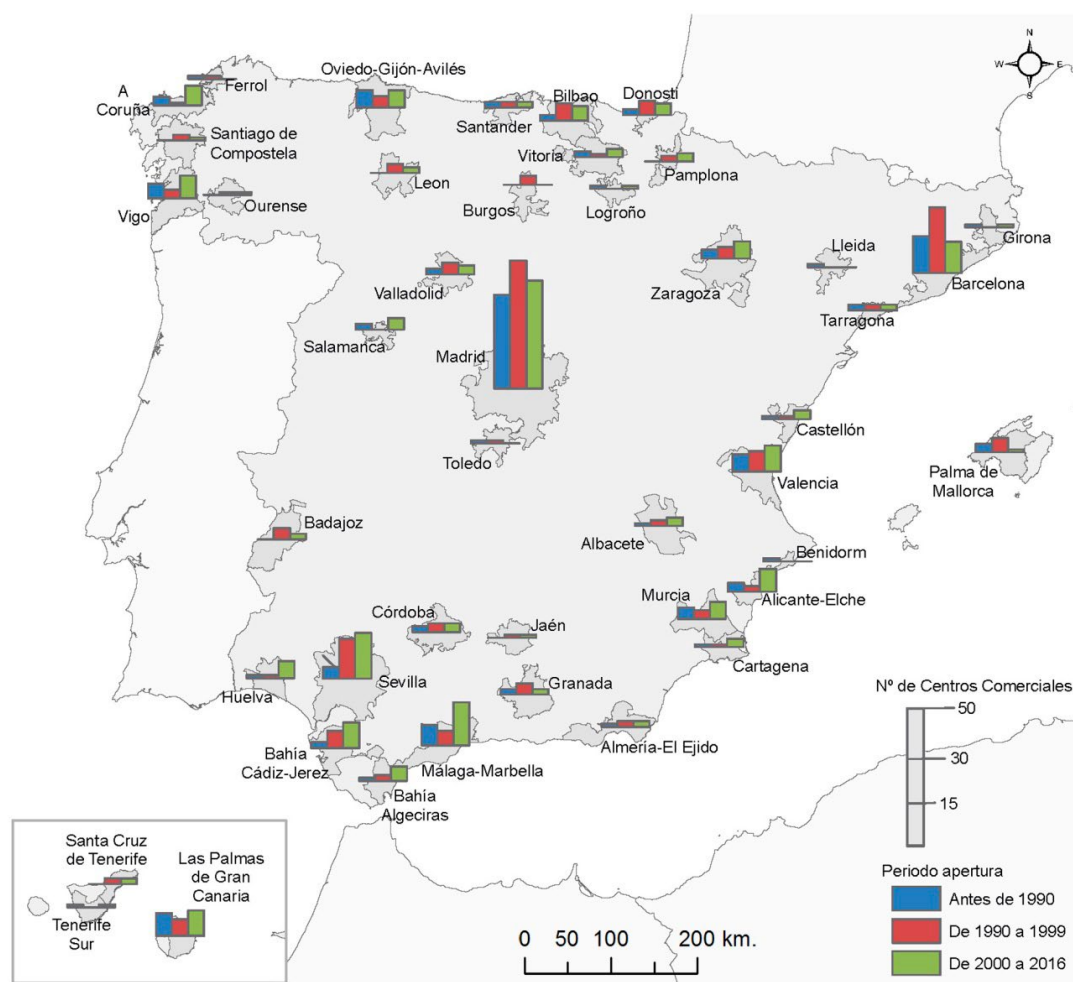 N
W
E
S
A
Coruña
Ferrol
Oviedo-Gijón-Avilés
Santander
Bilbao
Donosti
Santiago de
Compostela
Vitoria
Pamplona
Leon
Burgos
Logroño
Vigo
Ourense
Girona
Lleida
Barcelona
Zaragoza
Valladolid
Tarragona
Salamanca
Madrid
Castellón
Toledo
Valencia
Palma de
Mallorca
Badajoz
Albacete
Benidorm
Alicante-Elche
Murcia
Córdoba
Jaén
Cartagena
Huelva
Sevilla
Granada
Almería-El Ejido
Bahía
Cádiz-Jerez
Málaga-Marbella
Bahía
Algeciras
Nº de Centros Comerciales
50
30
15
Santa Cruz
de Tenerife
Las Palmas
de Gran
Canaria
Tenerife
Sur
Periodo apertura
Antes de 1990
De 1990 a 1999
De 2000 a 2016
0 50 100 200 km.